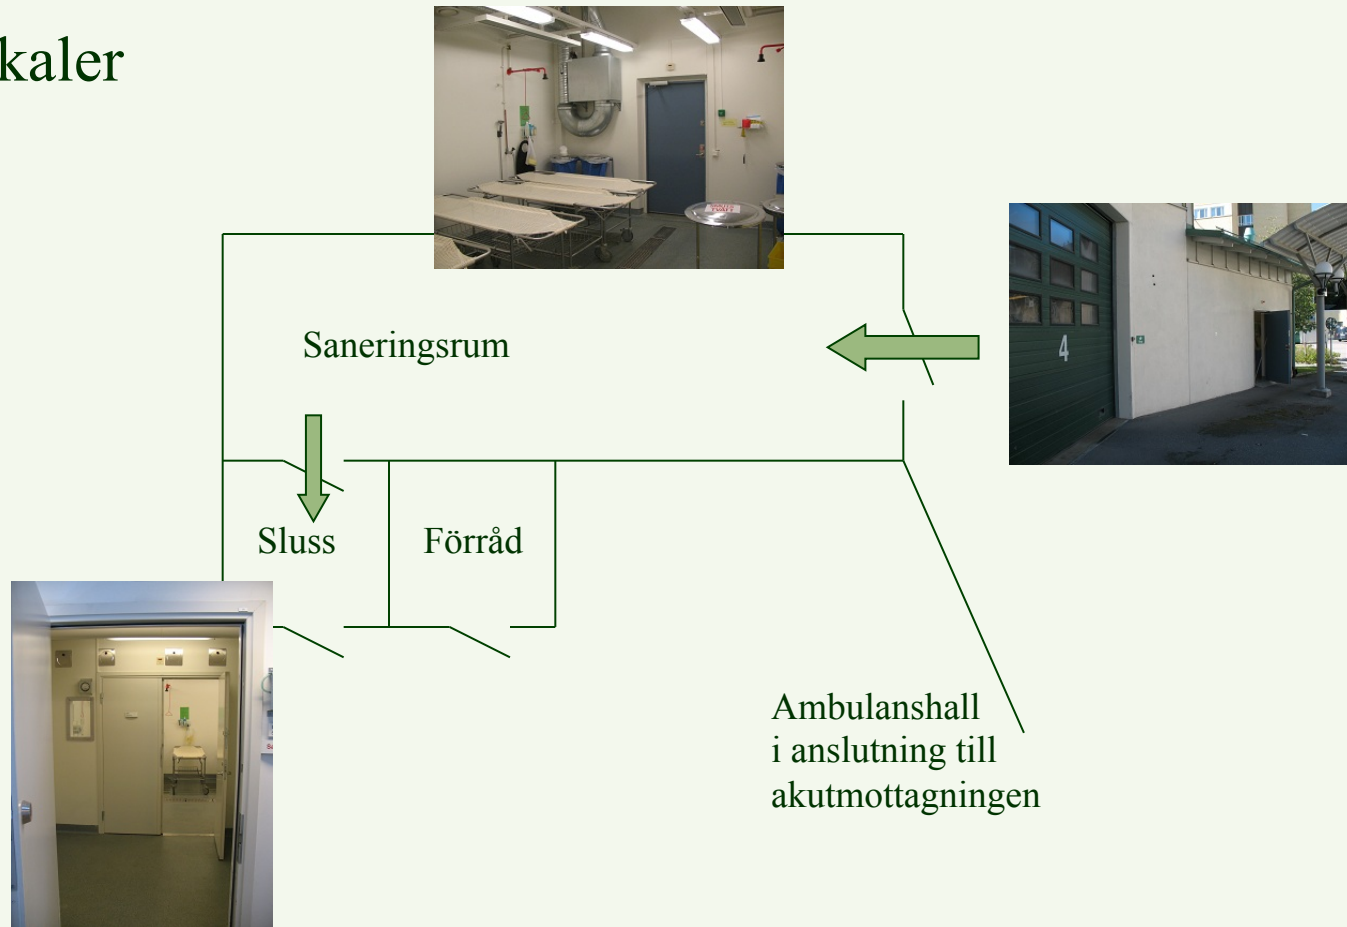 kaler
Saneringsrum
4
Sluss
Förråd
Ambulanshall
i anslutning till
akutmottagningen